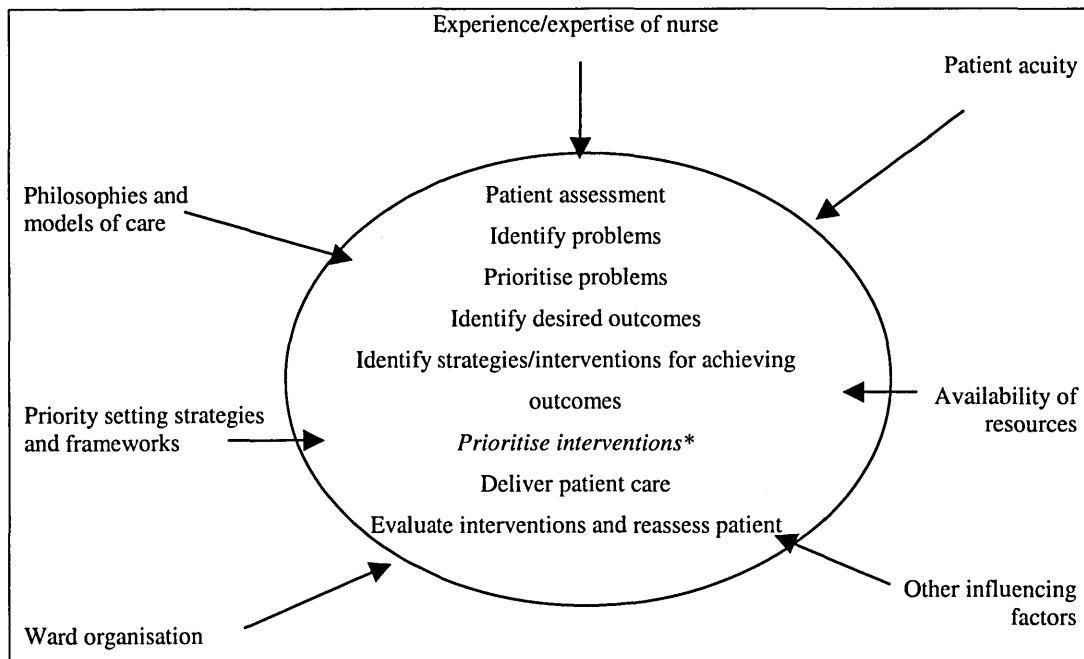 Experience/expertise of nurse
Patient acuity
Philosophies and
models of care
Patient assessment
Identify problems
Prioritise problems
Identify desired outcomes
Identify strategies/interventions for achieving
outcomes
Prioritise interventions*
Deliver patient care
Evaluate interventions and reassess patient
Priority setting strategies
and frameworks
Availability of
resources
Other influencing
factors
Ward organisation